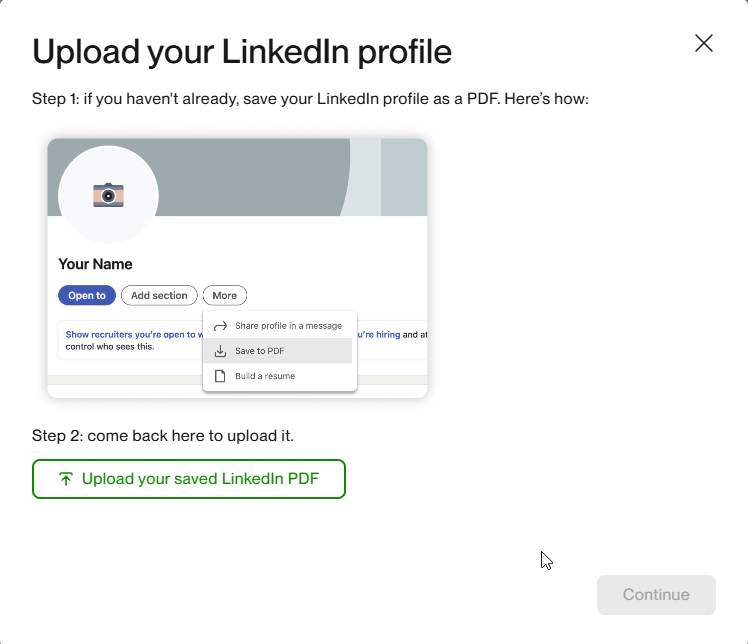 Upload your LinkedIn profile
Step 1: if you haven't already, save your LinkedIn profile as a PDF. Here's how:
Your Name
Open to
Add section
More
Share profile in a message
Show recruiters you're open to w
u're hiring and at
control who sees this.
Save to PDF
Build a resume
Step 2: come back here to upload it.
Upload your saved LinkedIn PDF
Continue